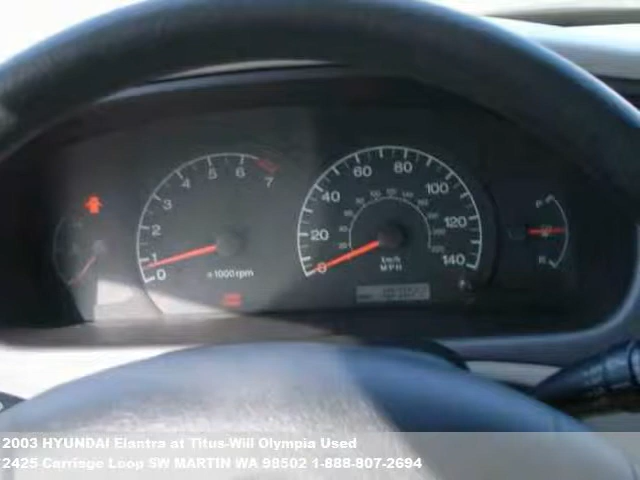 0 1 2 3 4 5 6 7
x1000rpm
0 20 40 60 80 100 120 140
km/h
MPH
2003 HYUNDAI Elantra at Titus-Will Olympia Used
2425 Carriage Loop SW MARTIN WA 98502 1-888-807-2694